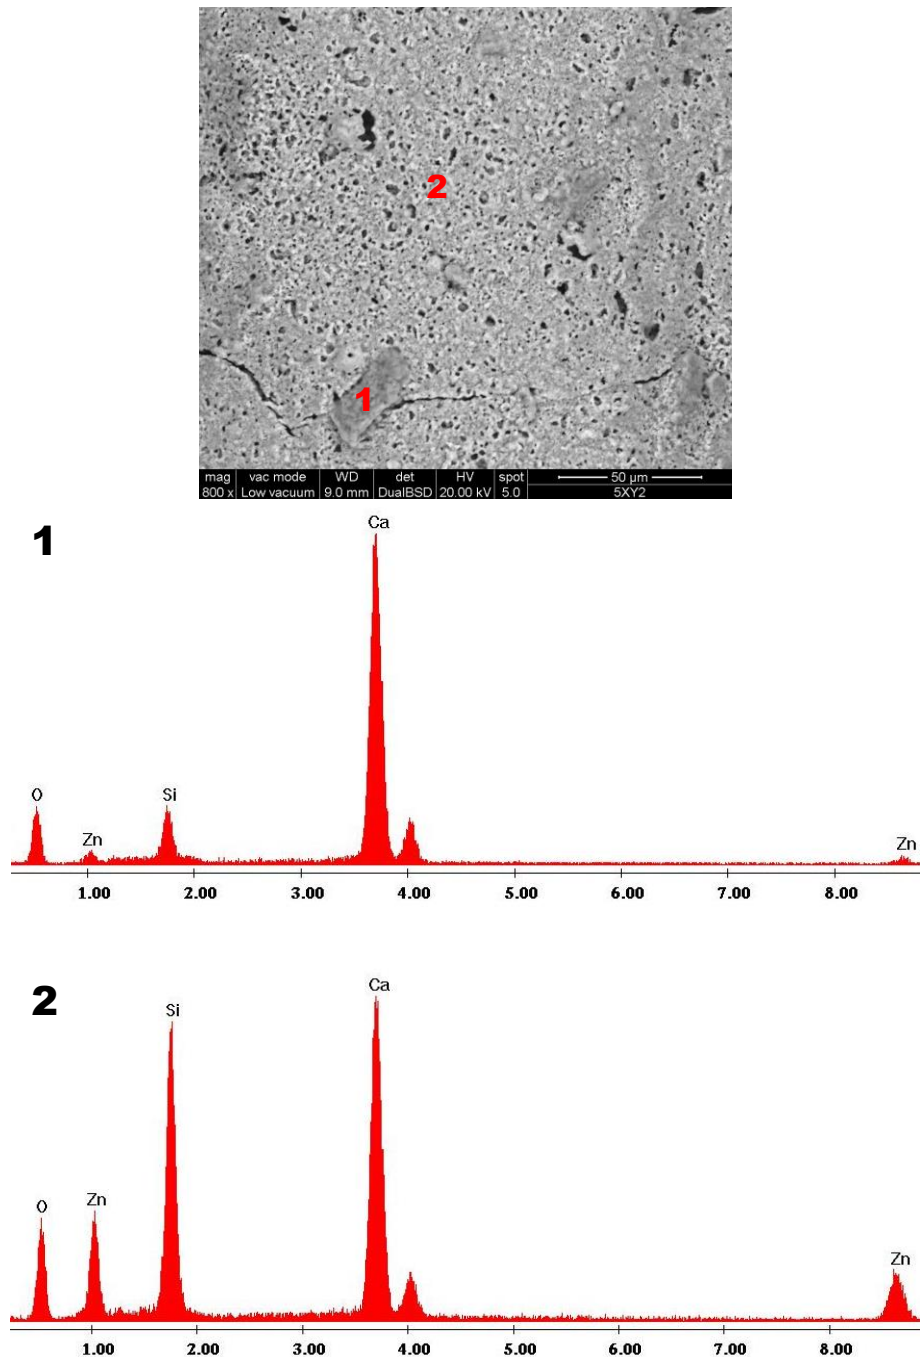 2
1
mag vac mode WD det HV spot 50 µm
800 x Low vacuum 9.0 mm DualBSD 20.00 kV 5.0 5XY2
1
Ca
O Si
Zn Zn
1.00 2.00 3.00 4.00 5.00 6.00 7.00 8.00
2
Ca
Si
O Zn
Zn
1.00 2.00 3.00 4.00 5.00 6.00 7.00 8.00